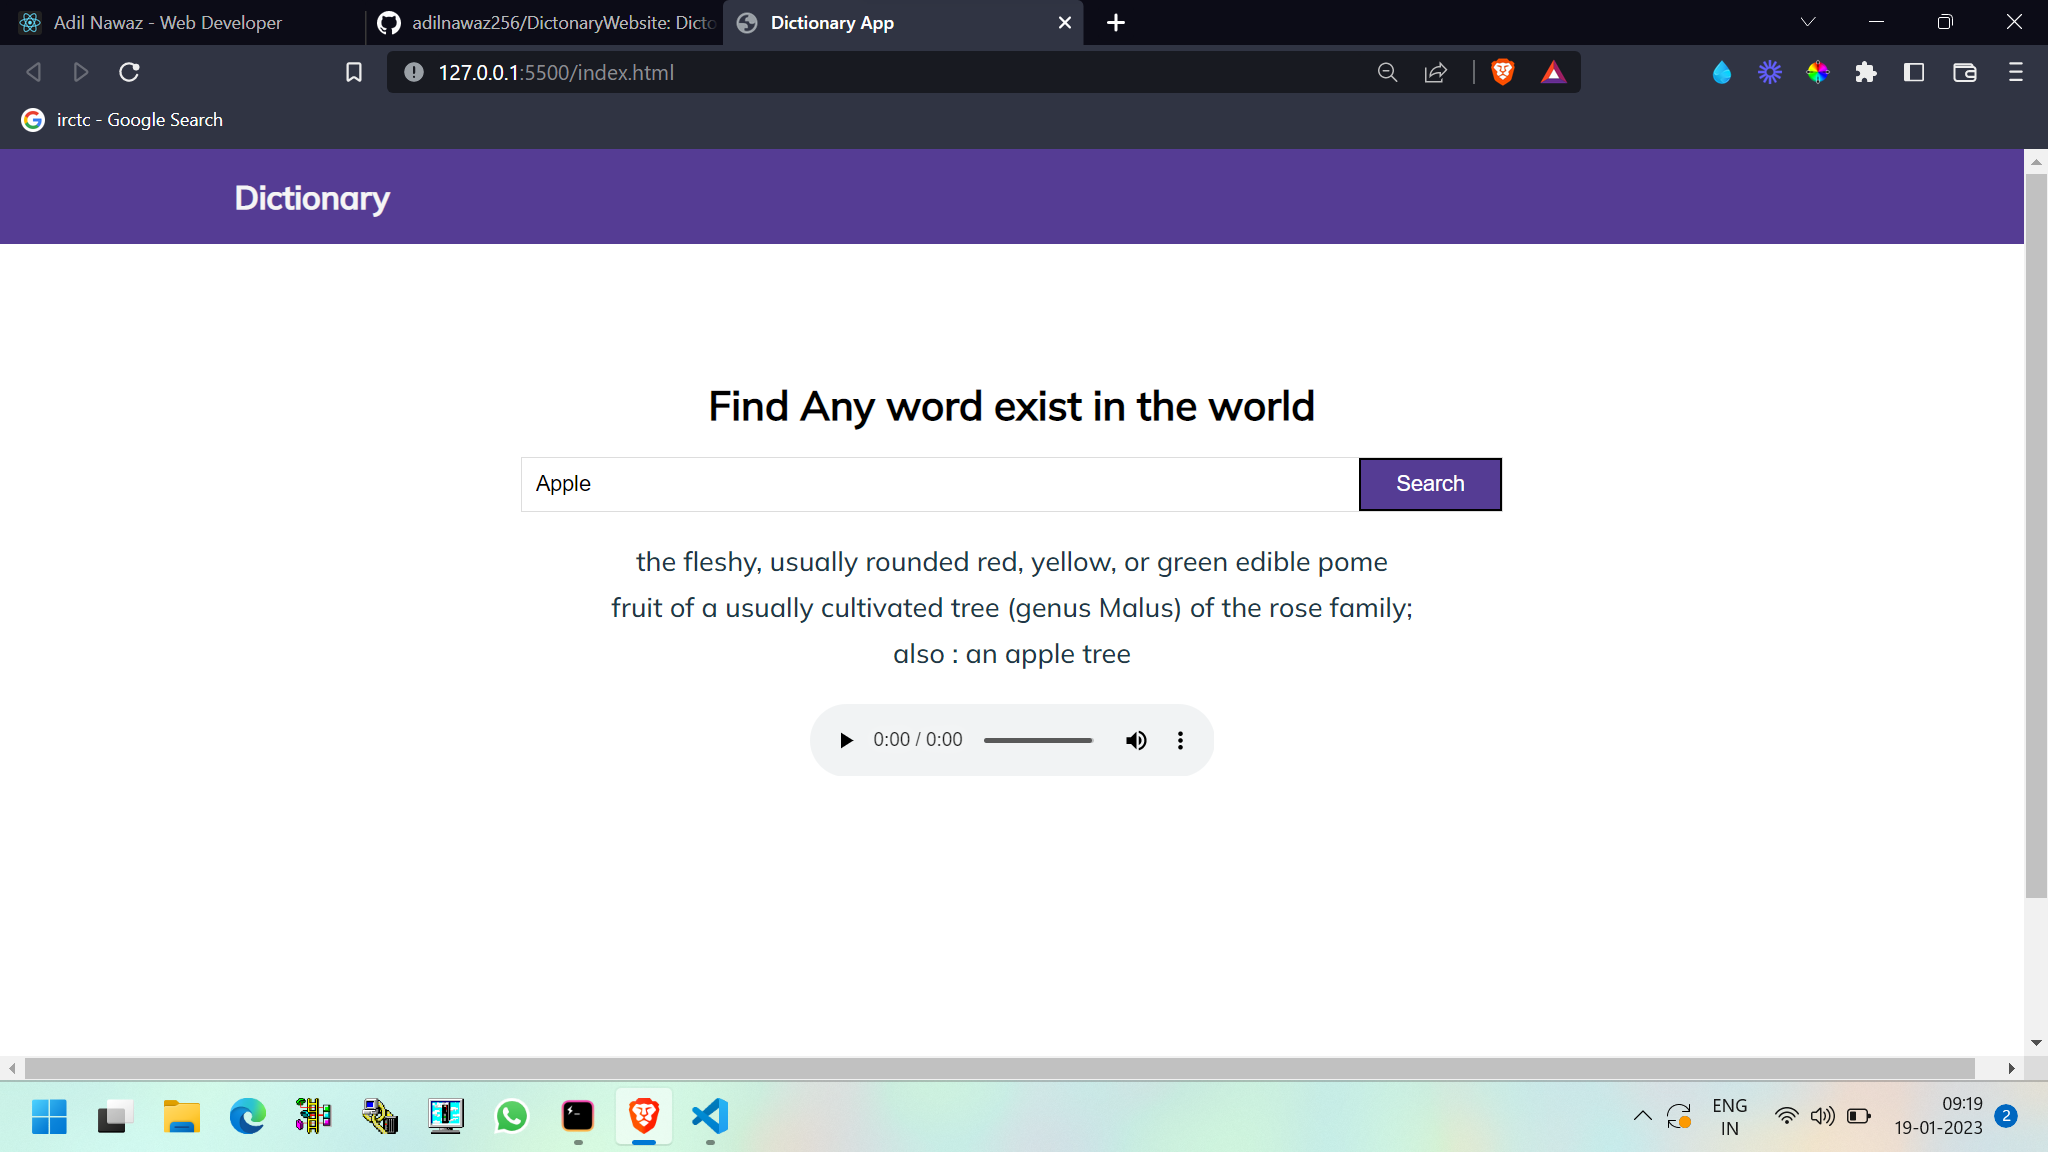 Adil Nawaz - Web Developer
adilnawaz256/DictonaryWebsite: Dicto
Dictionary App
127.0.0.1:5500/index.html
irctc - Google Search
Dictionary
Find Any word exist in the world
Apple
Search
the fleshy, usually rounded red, yellow, or green edible pome
fruit of a usually cultivated tree (genus Malus) of the rose family;
also : an apple tree
0:00 / 0:00
ENG
IN
09:19
19-01-2023
2